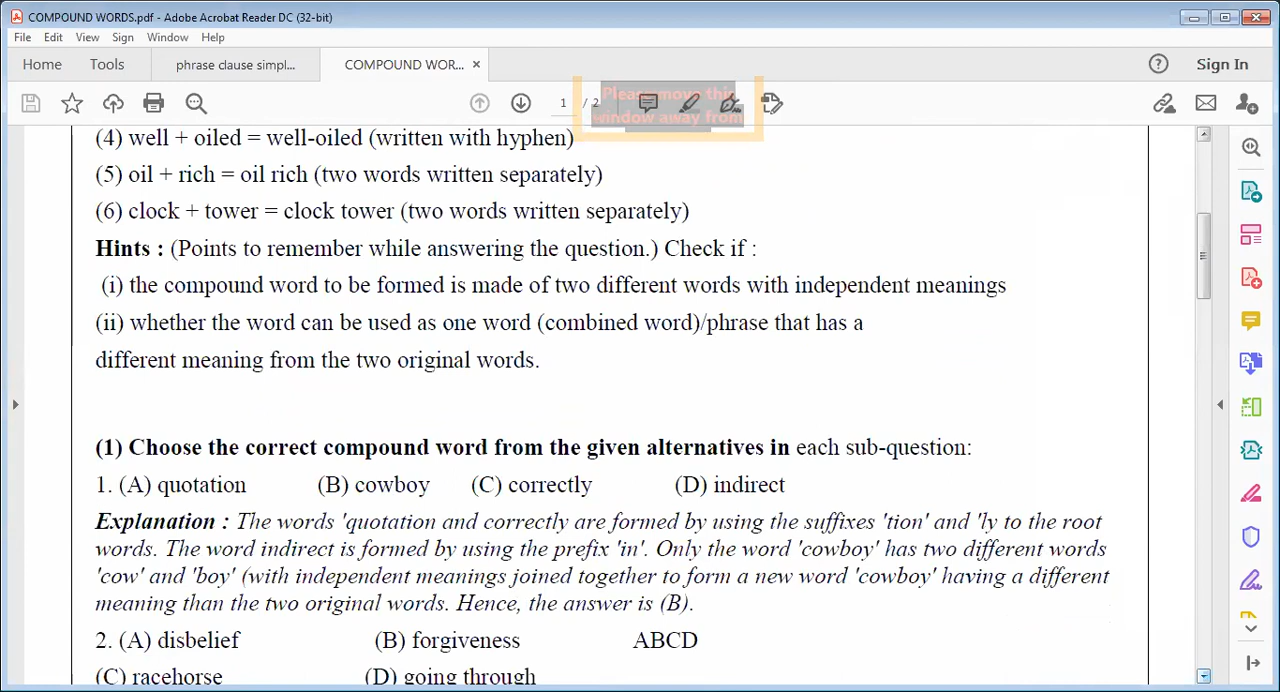 COMPOUND WORDS.pdf - Adobe Acrobat Reader DC (32-bit)
File Edit View Sign Window Help
Home Tools phrase clause simpl... COMPOUND WOR... × Sign In
1 / 2
Please move this
window away from
(4) well + oiled = well-oiled (written with hyphen)
(5) oil + rich = oil rich (two words written separately)
(6) clock + tower = clock tower (two words written separately)
Hints : (Points to remember while answering the question.) Check if :
(i) the compound word to be formed is made of two different words with independent meanings
(ii) whether the word can be used as one word (combined word)/phrase that has a
different meaning from the two original words.
(1) Choose the correct compound word from the given alternatives in each sub-question:
1. (A) quotation (B) cowboy (C) correctly (D) indirect
Explanation : The words 'quotation and correctly are formed by using the suffixes 'tion' and 'ly to the root
words. The word indirect is formed by using the prefix 'in'. Only the word 'cowboy' has two different words
'cow' and 'boy' (with independent meanings joined together to form a new word 'cowboy' having a different
meaning than the two original words. Hence, the answer is (B).
2. (A) disbelief (B) forgiveness ABCD
(C) racehorse (D) going through